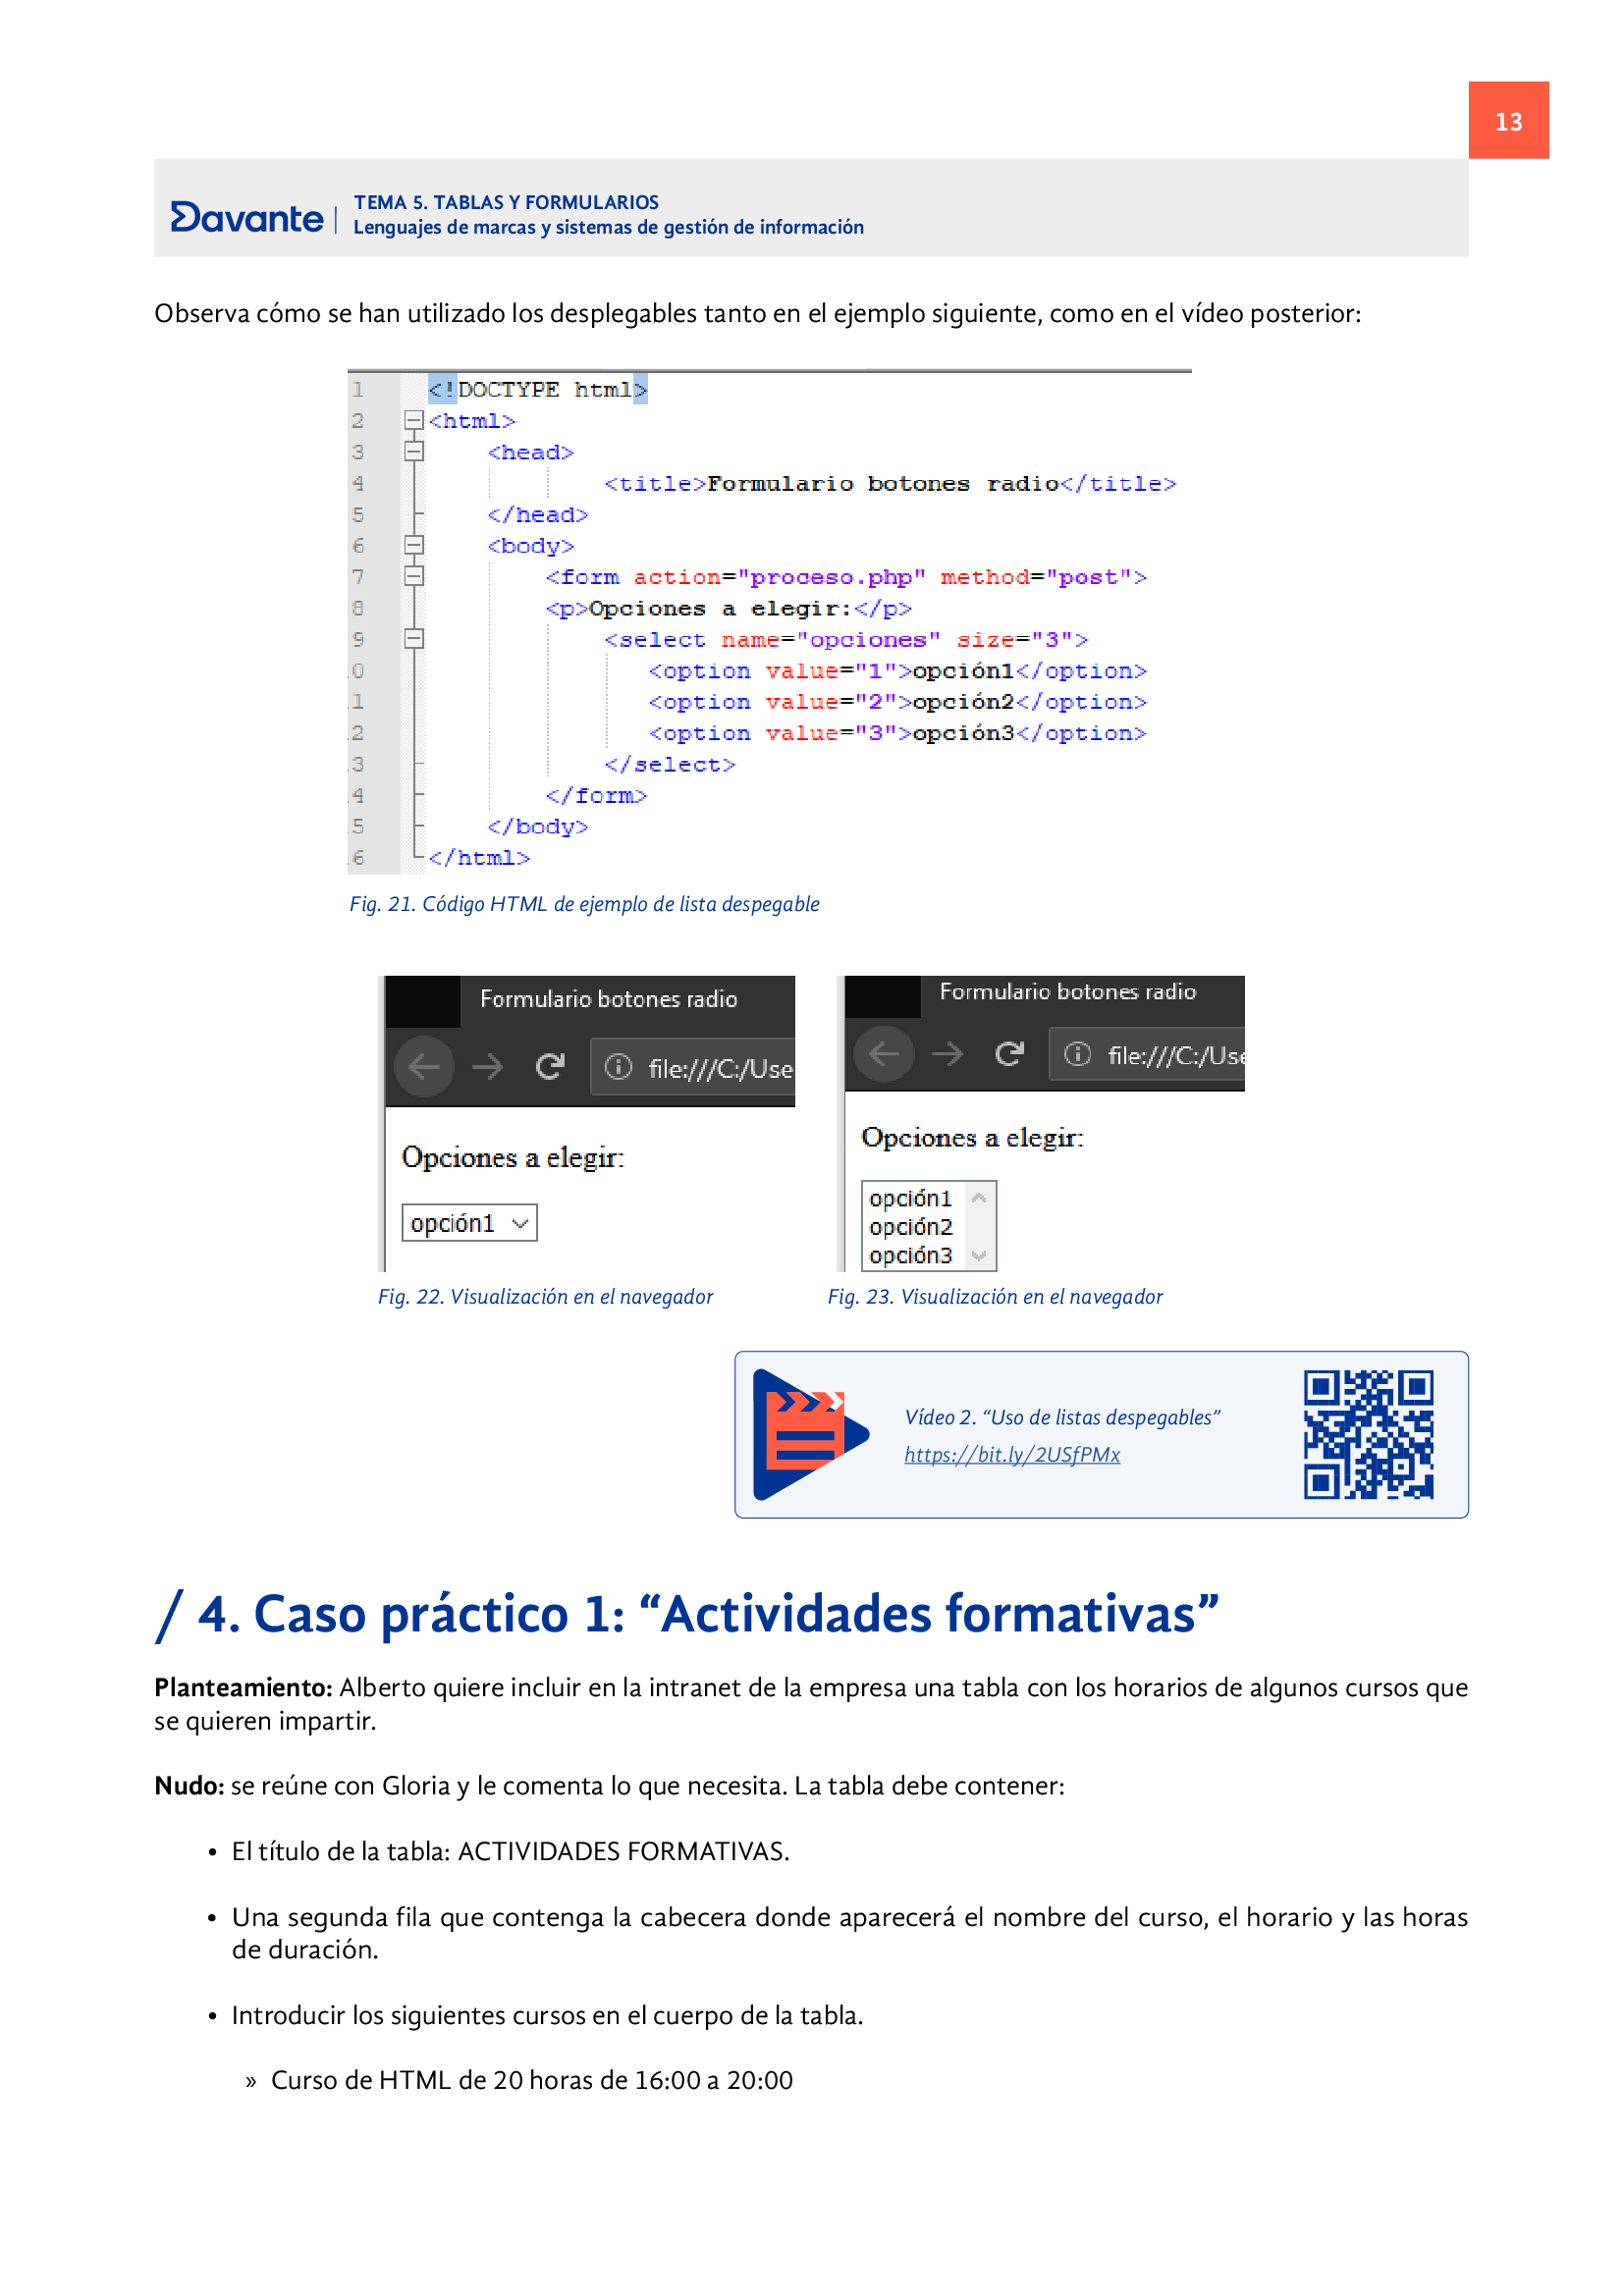 13
Davante
TEMA 5. TABLAS Y FORMULARIOS
Lenguajes de marcas y sistemas de gestión de información
Observa cómo se han utilizado los desplegables tanto en el ejemplo siguiente, como en el vídeo posterior:
1 <!DOCTYPE html>
2 <html>
3 <head>
4 <title>Formulario botones radio</title>
5 </head>
6 <body>
7 <form action="proceso.php" method="post">
8 <p>Opciones a elegir:</p>
9 <select name="opciones" size="3">
0 <option value="1">opción1</option>
1 <option value="2">opción2</option>
2 <option value="3">opción3</option>
3 </select>
4 </form>
5 </body>
6 </html>
Fig. 21. Código HTML de ejemplo de lista despegable
Formulario botones radio
file:///C:/Use
Opciones a elegir:
opción1
Fig. 22. Visualización en el navegador
Formulario botones radio
file:///C:/Use
Opciones a elegir:
opción1
opción2
opción3
Fig. 23. Visualización en el navegador
Vídeo 2. “Uso de listas despegables”
https://bit.ly/2USfPMx
/ 4. Caso práctico 1: “Actividades formativas”
Planteamiento: Alberto quiere incluir en la intranet de la empresa una tabla con los horarios de algunos cursos que
se quieren impartir.
Nudo: se reúne con Gloria y le comenta lo que necesita. La tabla debe contener:
• El título de la tabla: ACTIVIDADES FORMATIVAS.
• Una segunda fila que contenga la cabecera donde aparecerá el nombre del curso, el horario y las horas
de duración.
• Introducir los siguientes cursos en el cuerpo de la tabla.
» Curso de HTML de 20 horas de 16:00 a 20:00